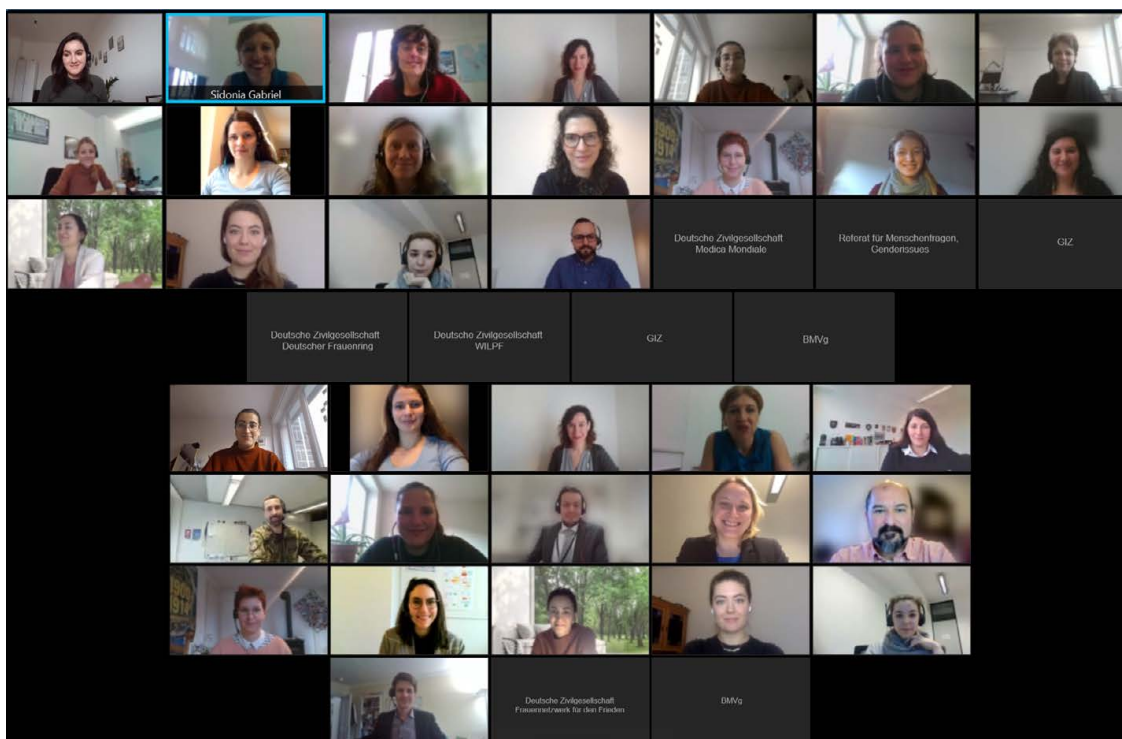 Sidonia Gabriel
Deutsche Zivilgesellschaft
Medica Mondiale
Referat für Menschenfragen,
Genderissues
GIZ
Deutsche Zivilgesellschaft
Deutscher Frauenring
Deutsche Zivilgesellschaft
WILPF
GIZ
BMVg
Deutsche Zivilgesellschaft
Frauennetzwerk für den Frieden
BMVg